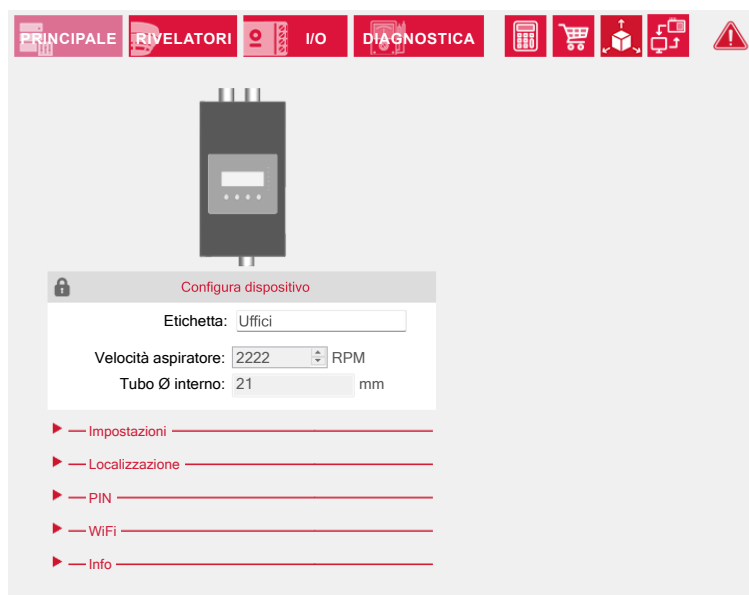 PRINCIPALE RIVELATORI I/O DIAGNOSTICA
Configura dispositivo
Etichetta: Uffici
Velocità aspiratore: 2222 RPM
Tubo Ø interno: 21 mm
Impostazioni
Localizzazione
PIN
WiFi
Info